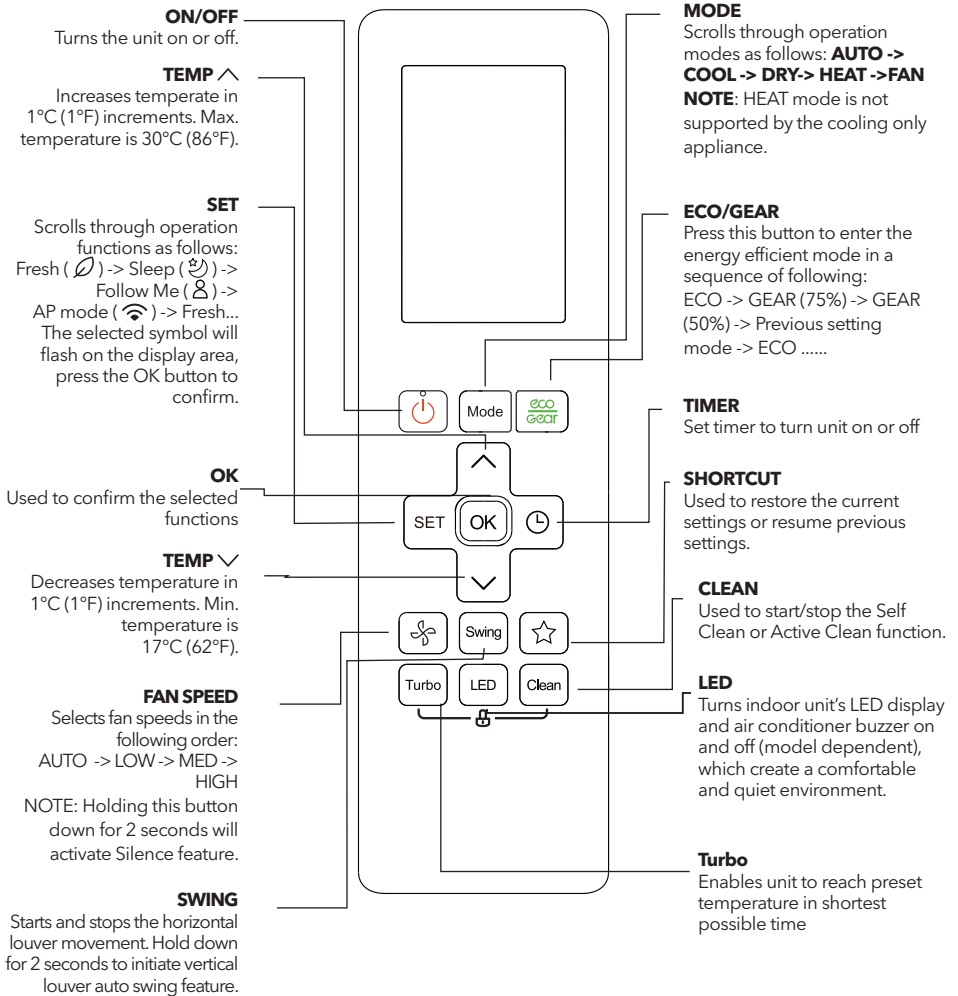 ON/OFF
Turns the unit on or off.
TEMP
Increases temperate in
1°C (1°F) increments. Max.
temperature is 30°C (86°F).
SET
Scrolls through operation
functions as follows:
Fresh ( ) -> Sleep ( ) ->
Follow Me ( ) ->
AP mode ( ) -> Fresh...
The selected symbol will
flash on the display area,
press the OK button to
confirm.
OK
Used to confirm the selected
functions
TEMP
Decreases temperature in
1°C (1°F) increments. Min.
temperature is
17°C (62°F).
FAN SPEED
Selects fan speeds in the
following order:
AUTO -> LOW -> MED ->
HIGH
NOTE: Holding this button
down for 2 seconds will
activate Silence feature.
SWING
Starts and stops the horizontal
louver movement. Hold down
for 2 seconds to initiate vertical
louver auto swing feature.
Mode
eco
Gear
SET
OK
Swing
Turbo
LED
Clean
MODE
Scrolls through operation
modes as follows: AUTO ->
COOL -> DRY-> HEAT ->FAN
NOTE: HEAT mode is not
supported by the cooling only
appliance.
ECO/GEAR
Press this button to enter the
energy efficient mode in a
sequence of following:
ECO -> GEAR (75%) -> GEAR
(50%) -> Previous setting
mode -> ECO ......
TIMER
Set timer to turn unit on or off
SHORTCUT
Used to restore the current
settings or resume previous
settings.
CLEAN
Used to start/stop the Self
Clean or Active Clean function.
LED
Turns indoor unit's LED display
and air conditioner buzzer on
and off (model dependent),
which create a comfortable
and quiet environment.
Turbo
Enables unit to reach preset
temperature in shortest
possible time